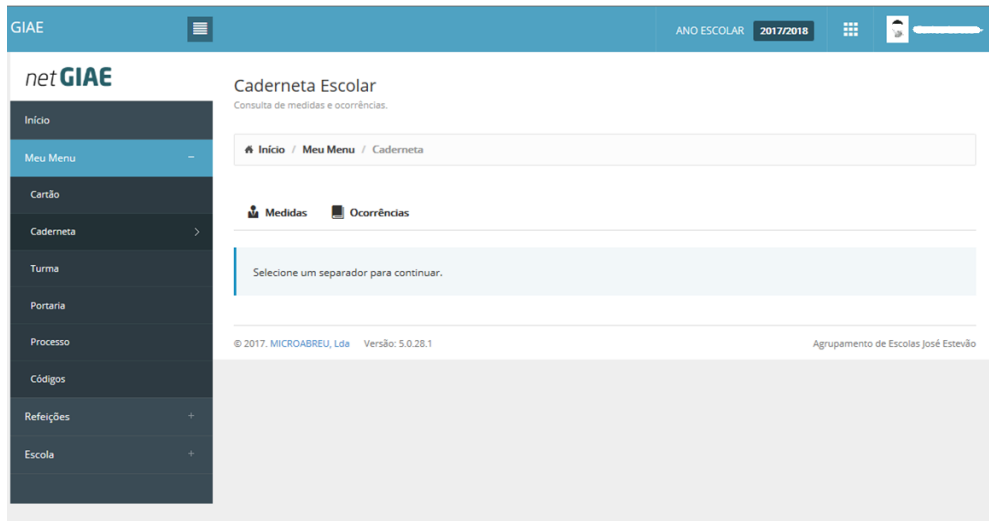 GIAE
ANO ESCOLAR 2017/2018
netGIAE
Início
Meu Menu
Cartão
Caderneta
Turma
Portaria
Processo
Códigos
Refeições
Escola
Caderneta Escolar
Consulta de medidas e ocorrências.
Início / Meu Menu / Caderneta
Medidas Ocorrências
Selecione um separador para continuar.
© 2017. MICROABREU, Lda Versão: 5.0.28.1
Agrupamento de Escolas José Estevão